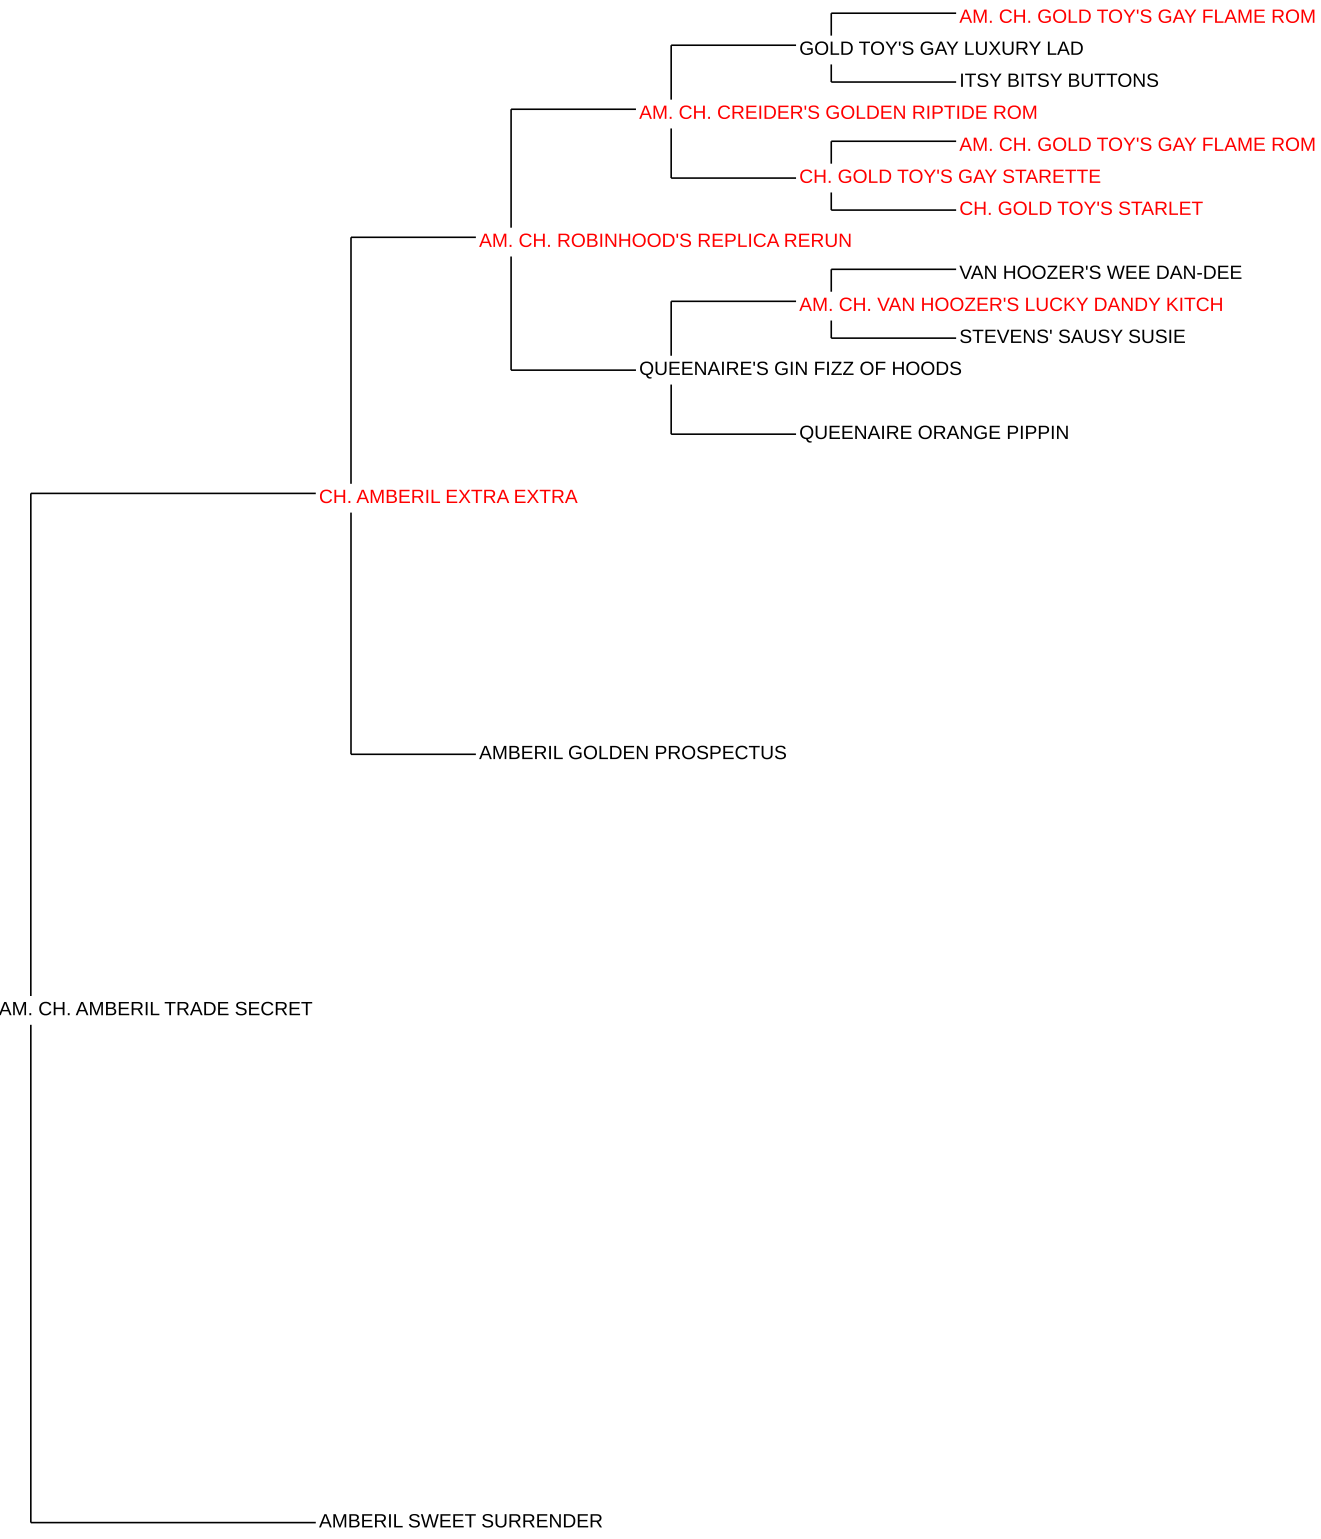 AM. CH. GOLD TOY'S GAY FLAME ROM
GOLD TOY'S GAY LUXURY LAD
ITSY BITSY BUTTONS
AM. CH. CREIDER'S GOLDEN RIPTIDE ROM
AM. CH. GOLD TOY'S GAY FLAME ROM
CH. GOLD TOY'S GAY STARETTE
CH. GOLD TOY'S STARLET
AM. CH. ROBINHOOD'S REPLICA RERUN
VAN HOOZER'S WEE DAN-DEE
AM. CH. VAN HOOZER'S LUCKY DANDY KITCH
STEVENS' SAUSY SUSIE
QUEENAIRE'S GIN FIZZ OF HOODS
QUEENAIRE ORANGE PIPPIN
CH. AMBERIL EXTRA EXTRA
AMBERIL GOLDEN PROSPECTUS
AM. CH. AMBERIL TRADE SECRET
AMBERIL SWEET SURRENDER